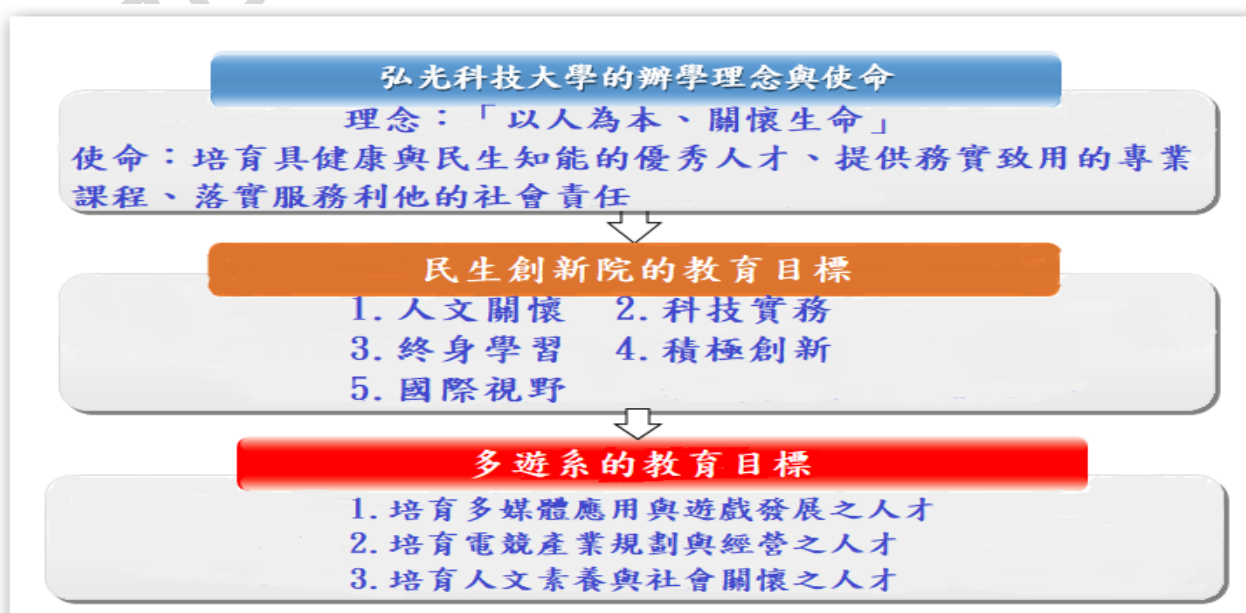 弘光科技大學的辦學理念與使命
理念：「以人為本、關懷生命」
使命：培育具健康與民生知能的優秀人才、提供務實致用的專業
課程、落實服務利他的社會責任
民生創新院的教育目標
1. 人文關懷 2. 科技實務
3. 終身學習 4. 積極創新
5. 國際視野
多遊系的教育目標
1. 培育多媒體應用與遊戲發展之人才
2. 培育電競產業規劃與經營之人才
3. 培育人文素養與社會關懷之人才